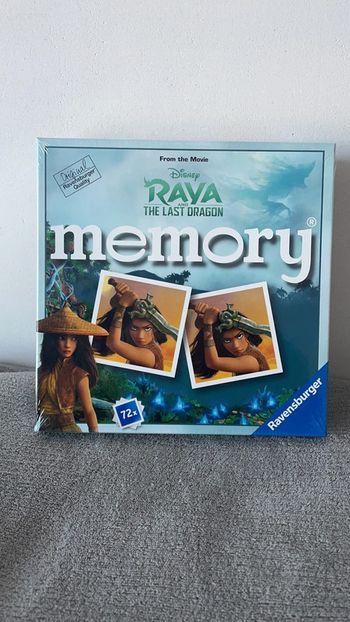 From the Movie
Original
Ravensburger
Quality
Disney
RAYA
AND
THE LAST DRAGON
memory®
72x
Ravensburger